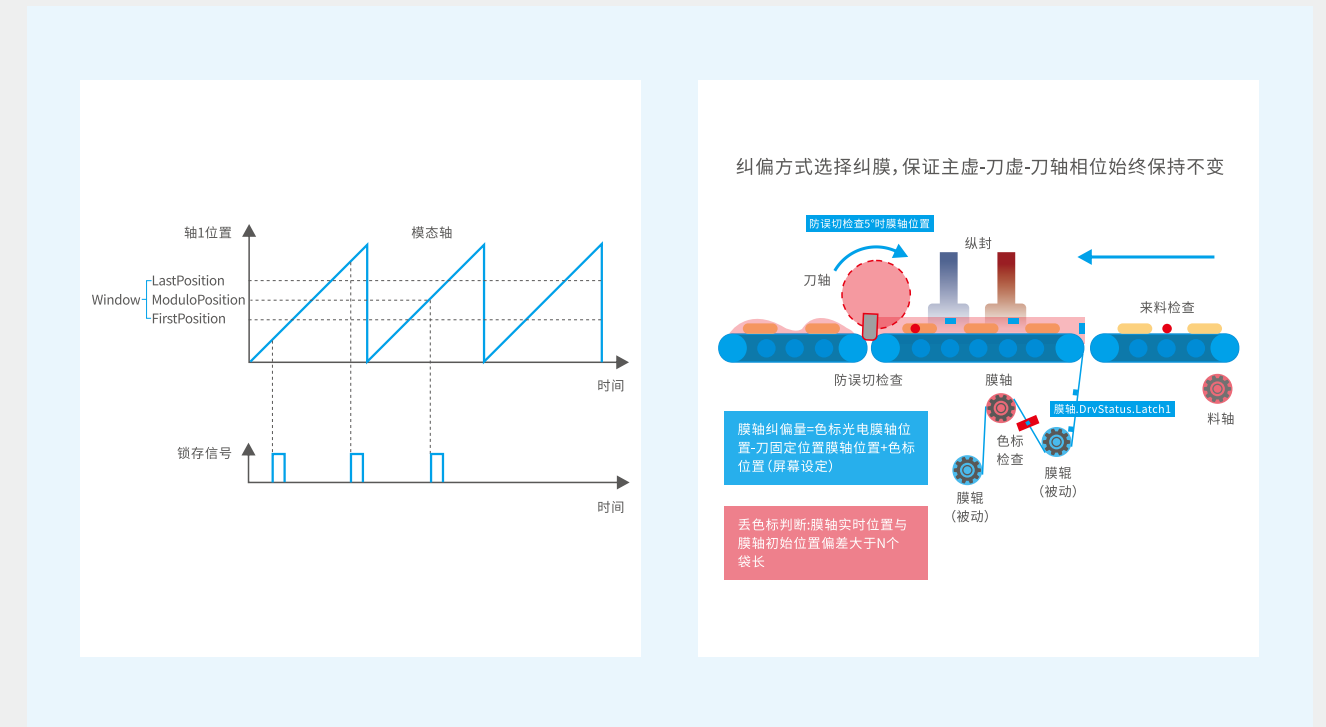 轴1位置
模态轴
LastPosition
Window
ModuloPosition
FirstPosition
时间
锁存信号
时间
纠偏方式选择纠膜,保证主虚-刀虚-刀轴相位始终保持不变
防误切检查5°时膜轴位置
纵封
刀轴
来料检查
防误切检查
膜轴
膜轴.DrvStatus.Latch1
料轴
色标
检查
膜辊
(被动)
膜辊
(被动)
膜轴纠偏量=色标光电膜轴位
置-刀固定位置膜轴位置+色标
位置(屏幕设定)
丢色标判断:膜轴实时位置与
膜轴初始位置偏差大于N个
袋长